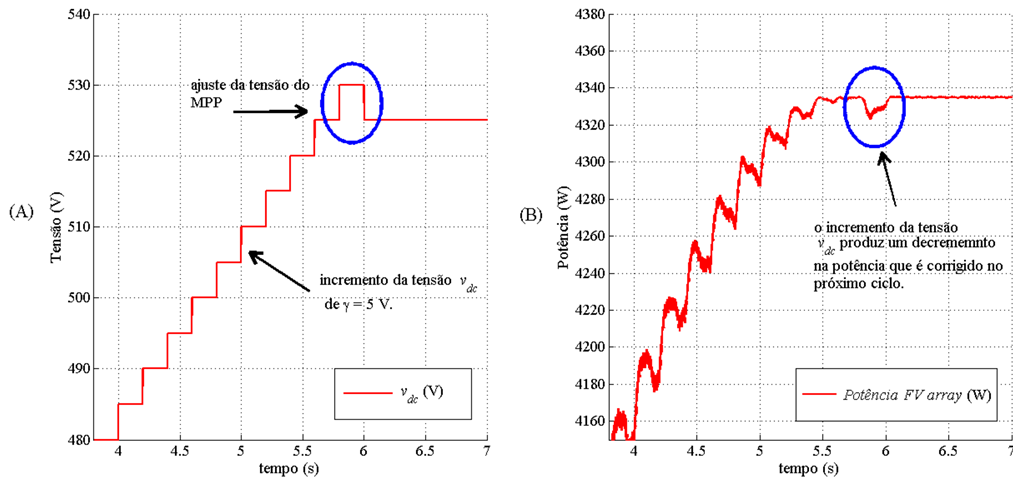 (A)
Tensão (V)
540
530
520
510
500
490
480
4
4.5
5
5.5
6
6.5
7
tempo (s)
ajuste da tensão do
MPP
incremento da tensão v_dc
de γ = 5 V.
v_dc (V)
(B)
Potência (W)
4380
4360
4340
4320
4300
4280
4260
4240
4220
4200
4180
4160
4
4.5
5
5.5
6
6.5
7
tempo (s)
o incremento da tensão
v_dc produz um decrememnto
na potência que é corrigido no
próximo ciclo.
Potência FV array (W)